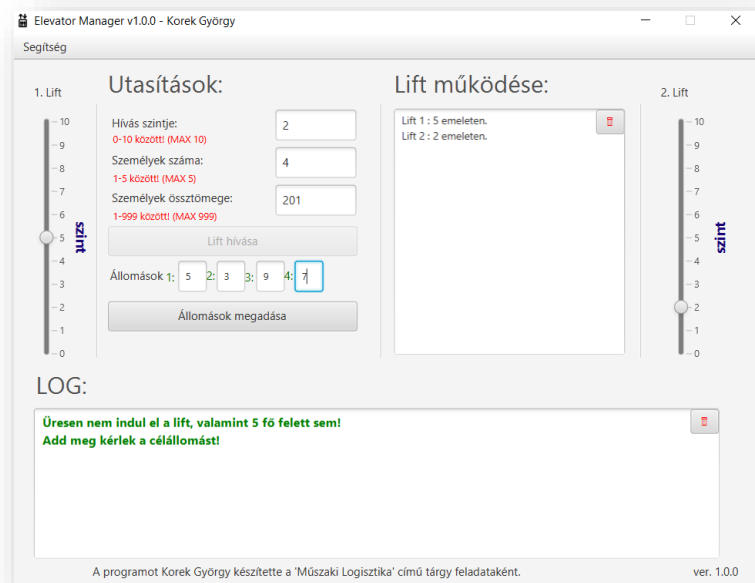 Elevator Manager v1.0.0 - Korek György
Segítség
1. Lift
Utasítások:
Hívás szintje:
0-10 között! (MAX 10)
2
Személyek száma:
1-5 között! (MAX 5)
4
Személyek össztömege:
1-999 között! (MAX 999)
201
Lift hívása
Állomások 1: 5 2: 3 3: 9 4: 7
Állomások megadása
10
9
8
7
6
5
4
3
2
1
0
szint
Lift működése:
Lift 1 : 5 emeleten.
Lift 2 : 2 emeleten.
2. Lift
10
9
8
7
6
5
4
3
2
1
0
szint
LOG:
Üresen nem indul el a lift, valamint 5 fő felett sem!
Add meg kérlek a célállomást!
A programot Korek György készítette a 'Műszaki Logisztika' című tárgy feladataként.
ver. 1.0.0